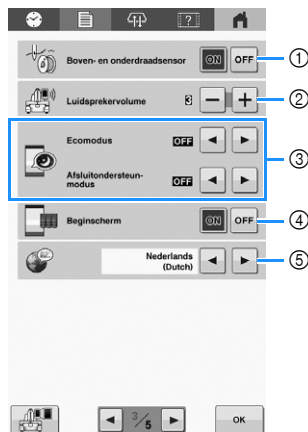 Boven- en onderdraadsensor ON OFF ①
Luidsprekervolume 3 − + ②
Ecomodus OFF
③
Afsluitondersteun-
modus OFF
Beginscherm ON OFF ④
Nederlands
(Dutch) ⑤
3/5 OK